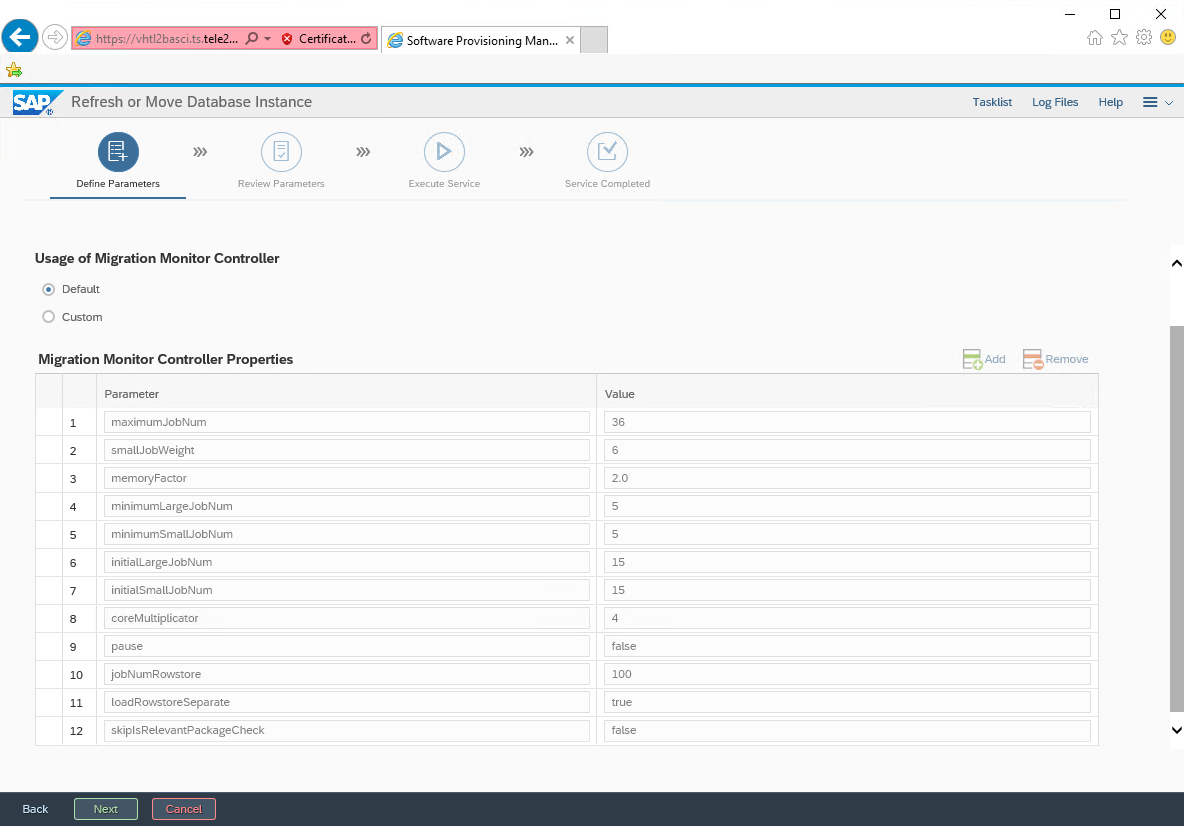 https://vhtl2basci.ts.tele2...
Certificat...
Software Provisioning Man...
SAP Refresh or Move Database Instance
Tasklist Log Files Help
Define Parameters
Review Parameters
Execute Service
Service Completed
Usage of Migration Monitor Controller
Default
Custom
Migration Monitor Controller Properties
Add Remove
Parameter Value
1 maximumJobNum 36
2 smallJobWeight 6
3 memoryFactor 2.0
4 minimumLargeJobNum 5
5 minimumSmallJobNum 5
6 initialLargeJobNum 15
7 initialSmallJobNum 15
8 coreMultiplicator 4
9 pause false
10 jobNumRowstore 100
11 loadRowstoreSeparate true
12 skipIsRelevantPackageCheck false
Back Next Cancel